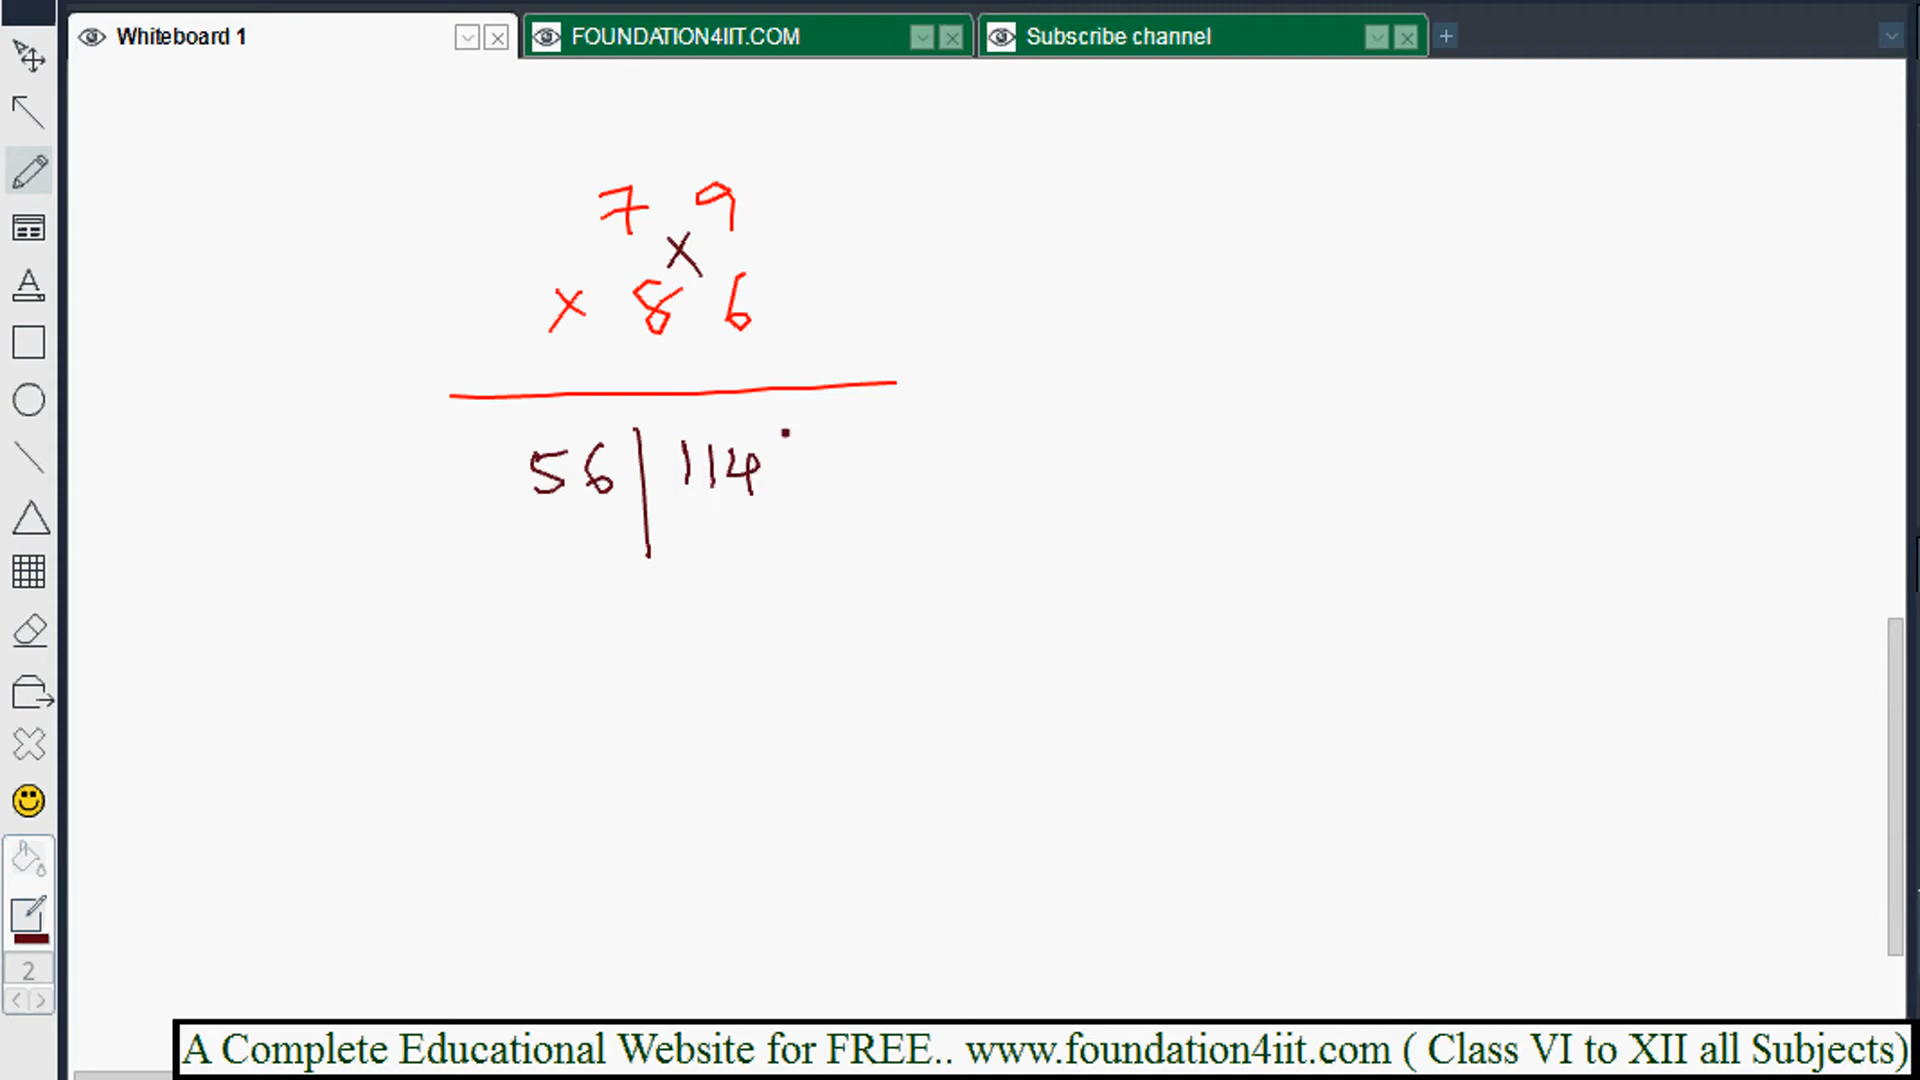 Whiteboard 1 FOUNDATION4IIT.COM Subscribe channel +
7 9
x
x 8 6
56 | 114
A
2
A Complete Educational Website for FREE.. www.foundation4iit.com ( Class VI to XII all Subjects)